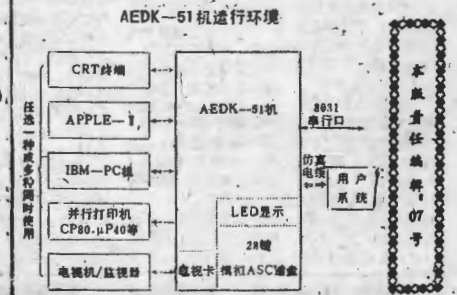 AEDK—51机运行环境
任选一种或多种同时使用
CRT终端
APPLE—Ⅱ
IBM—PC机
并行打印机
CP80·μP40等
电视机/监视器
AEDK—51机
LED显示
28键
电视卡
模拟ASC键盘
8031
串行口
仿真
电缆
用户
系统
本版责任编辑 07号